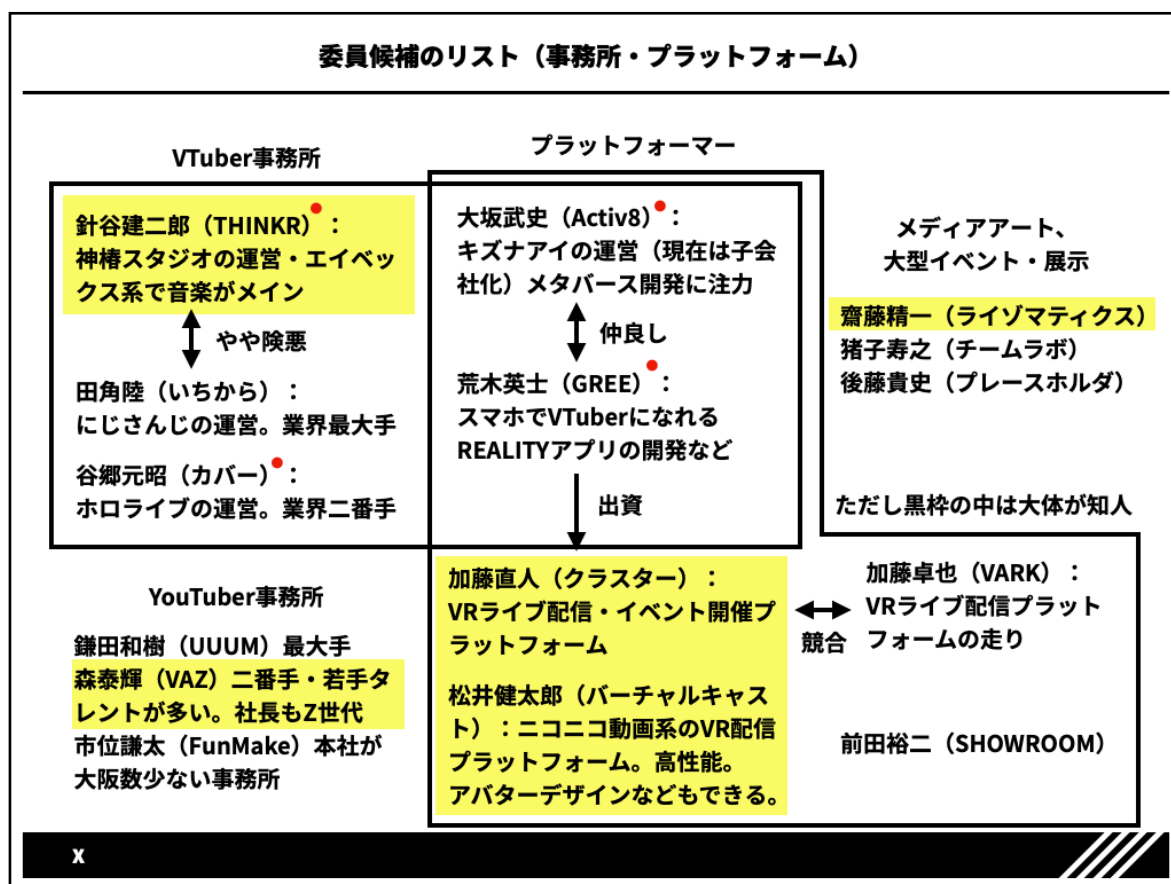 委員候補のリスト（事務所・プラットフォーム）
VTuber事務所
針谷建二郎（THINKR）：
神椿スタジオの運営・エイベッ
クス系で音楽がメイン
やや険悪
田角陸（いちから）：
にじさんじの運営。業界最大手
谷郷元昭（カバー）：
ホロライブの運営。業界二番手
プラットフォーマー
大坂武史（Activ8）：
キズナアイの運営（現在は子会
社化）メタバース開発に注力
仲良し
荒木英士（GREE）：
スマホでVTuberになれる
REALITYアプリの開発など
出資
メディアアート、
大型イベント・展示
齋藤精一（ライゾマティクス）
猪子寿之（チームラボ）
後藤貴史（プレースホルダ）
ただし黒枠の中は大体が知人
YouTuber事務所
鎌田和樹（UUUM）最大手
森泰輝（VAZ）二番手・若手タ
レントが多い。社長もZ世代
市位謙太（FunMake）本社が
大阪数少ない事務所
加藤直人（クラスター）：
VRライブ配信・イベント開催プ
ラットフォーム
松井健太郎（バーチャルキャス
ト）：ニコニコ動画系のVR配信
プラットフォーム。高性能。
アバターデザインなどもできる。
競合
加藤卓也（VARK）：
VRライブ配信プラット
フォームの走り
前田裕二（SHOWROOM）
x